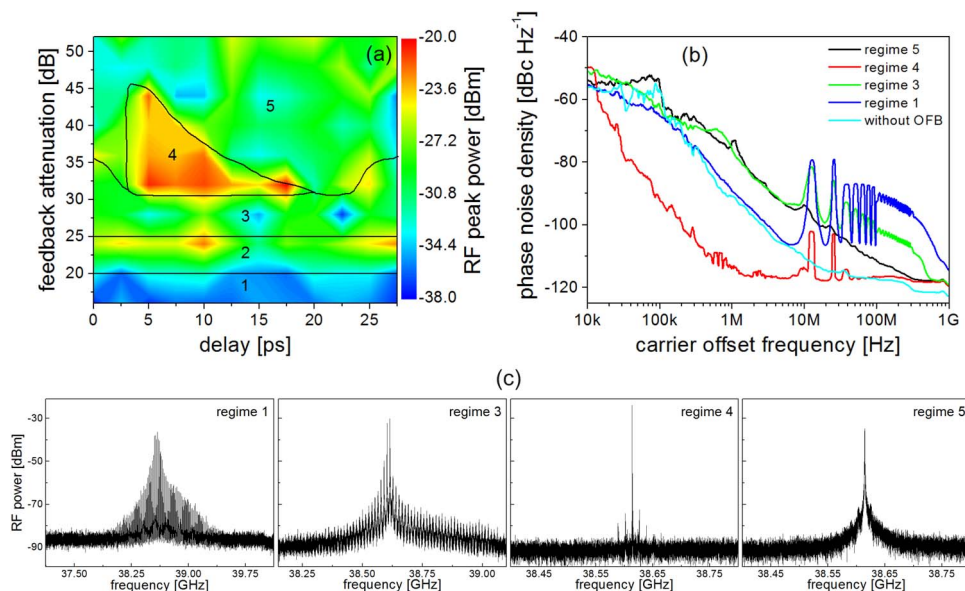 (a)
feedback attenuation [dB]
50
45
40
35
30
25
20
0 5 10 15 20 25
delay [ps]
1
2
3
4
5
-20.0
-23.6
-27.2
-30.8
-34.4
-38.0
RF peak power [dBm]
(b)
phase noise density [dBc Hz-1]
-40
-60
-80
-100
-120
10k 100k 1M 10M 100M 1G
carrier offset frequency [Hz]
regime 5
regime 4
regime 3
regime 1
without OFB
(c)
RF power [dBm]
-30
-50
-70
-90
regime 1
37.50 38.25 39.00 39.75
frequency [GHz]
regime 3
38.25 38.50 38.75 39.00
frequency [GHz]
regime 4
38.45 38.55 38.65 38.75
frequency [GHz]
regime 5
38.45 38.55 38.65 38.75
frequency [GHz]